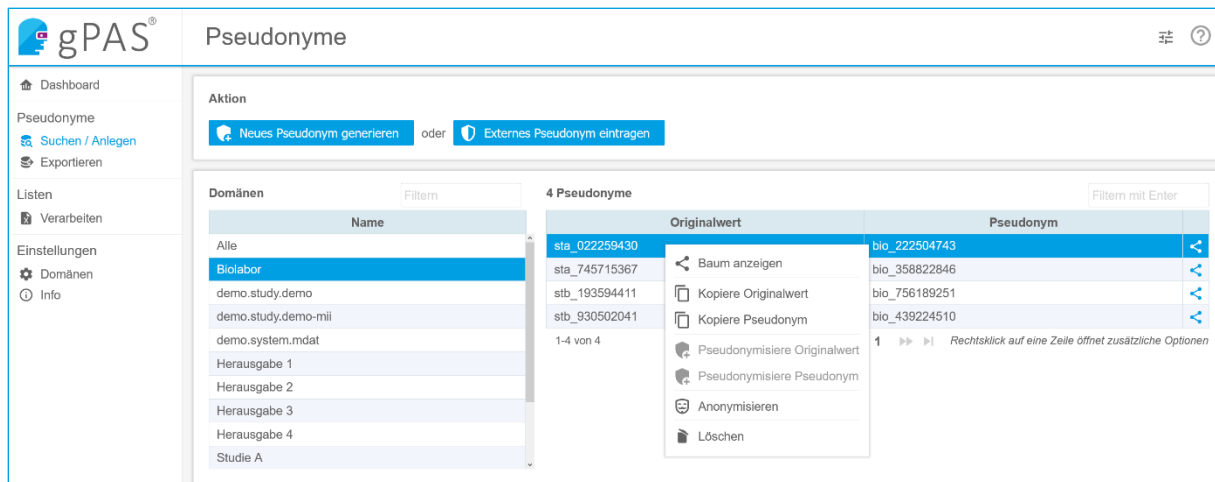 gPAS®
Pseudonyme
Dashboard
Pseudonyme
Suchen / Anlegen
Exportieren
Listen
Verarbeiten
Einstellungen
Domänen
Info
Aktion
Neues Pseudonym generieren oder Externes Pseudonym eintragen
Domänen Filtern
Name
Alle
Biolabor
demo.study.demo
demo.study.demo-mii
demo.system.mdat
Herausgabe 1
Herausgabe 2
Herausgabe 3
Herausgabe 4
Studie A
4 Pseudonyme Filtern mit Enter
Originalwert Pseudonym
sta_022259430 bio_222504743
sta_745715367 bio_358822846
stb_193594411 bio_756189251
stb_930502041 bio_439224510
1-4 von 4 1 Rechtsklick auf eine Zeile öffnet zusätzliche Optionen
Baum anzeigen
Kopiere Originalwert
Kopiere Pseudonym
Pseudonymisiere Originalwert
Pseudonymisiere Pseudonym
Anonymisieren
Löschen